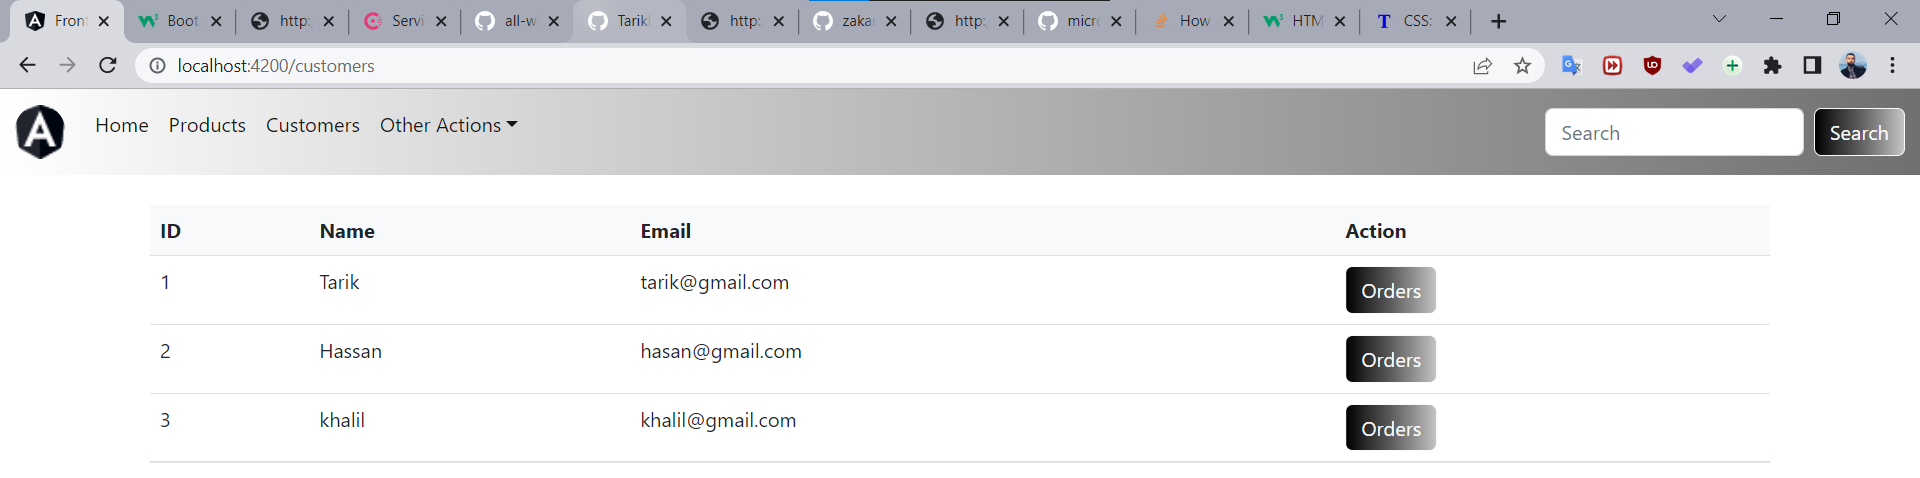 Front Boot http: Servi all-w Tarik http: zaka http: micro How HTM CSS:
localhost:4200/customers
A Home Products Customers Other Actions Search Search
ID Name Email Action
1 Tarik tarik@gmail.com Orders
2 Hassan hasan@gmail.com Orders
3 khalil khalil@gmail.com Orders